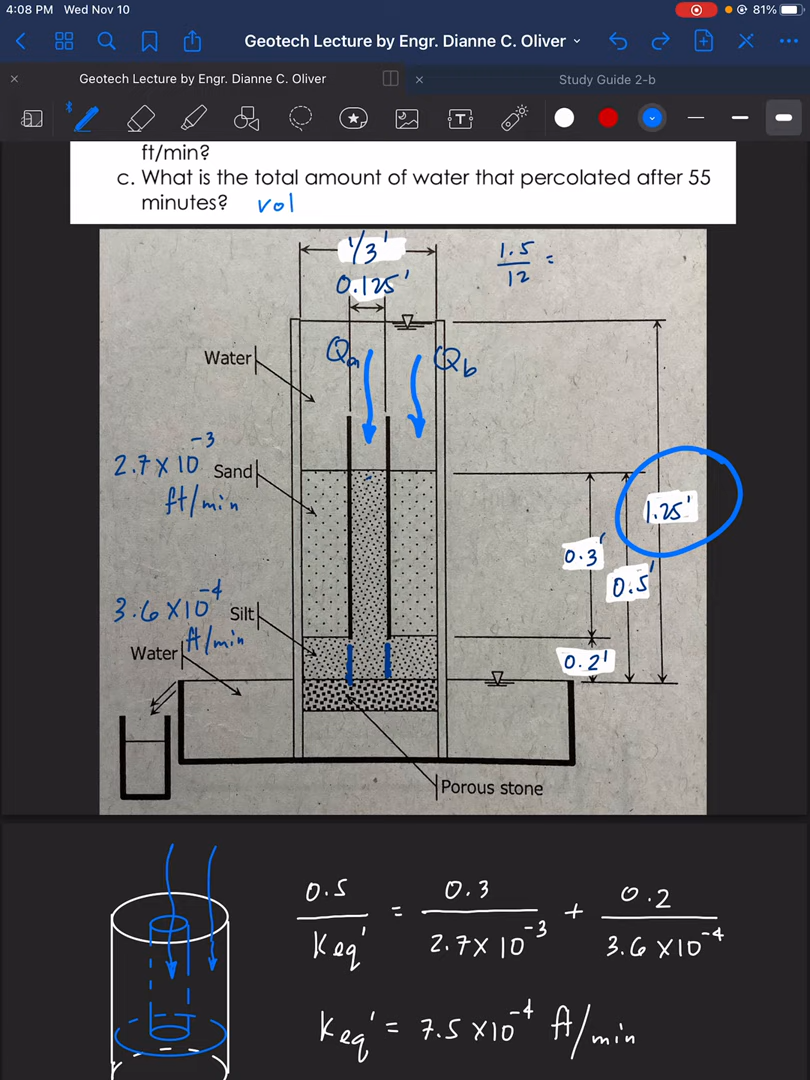 4:08 PM Wed Nov 10
81%
Geotech Lecture by Engr. Dianne C. Oliver
Geotech Lecture by Engr. Dianne C. Oliver
Study Guide 2-b
ft/min?
c. What is the total amount of water that percolated after 55
minutes? vol
1/3'
0.125'
1.5/12 =
Water
Qa
Qb
2.7 x 10^-3
ft/min
Sand
1.25'
0.3'
0.5'
3.6 x 10^-4
ft/min
Silt
Water
0.2'
Porous stone
0.5/Keq' = 0.3/2.7 x 10^-3 + 0.2/3.6 x 10^-4
Keq' = 7.5 x 10^-4 ft/min